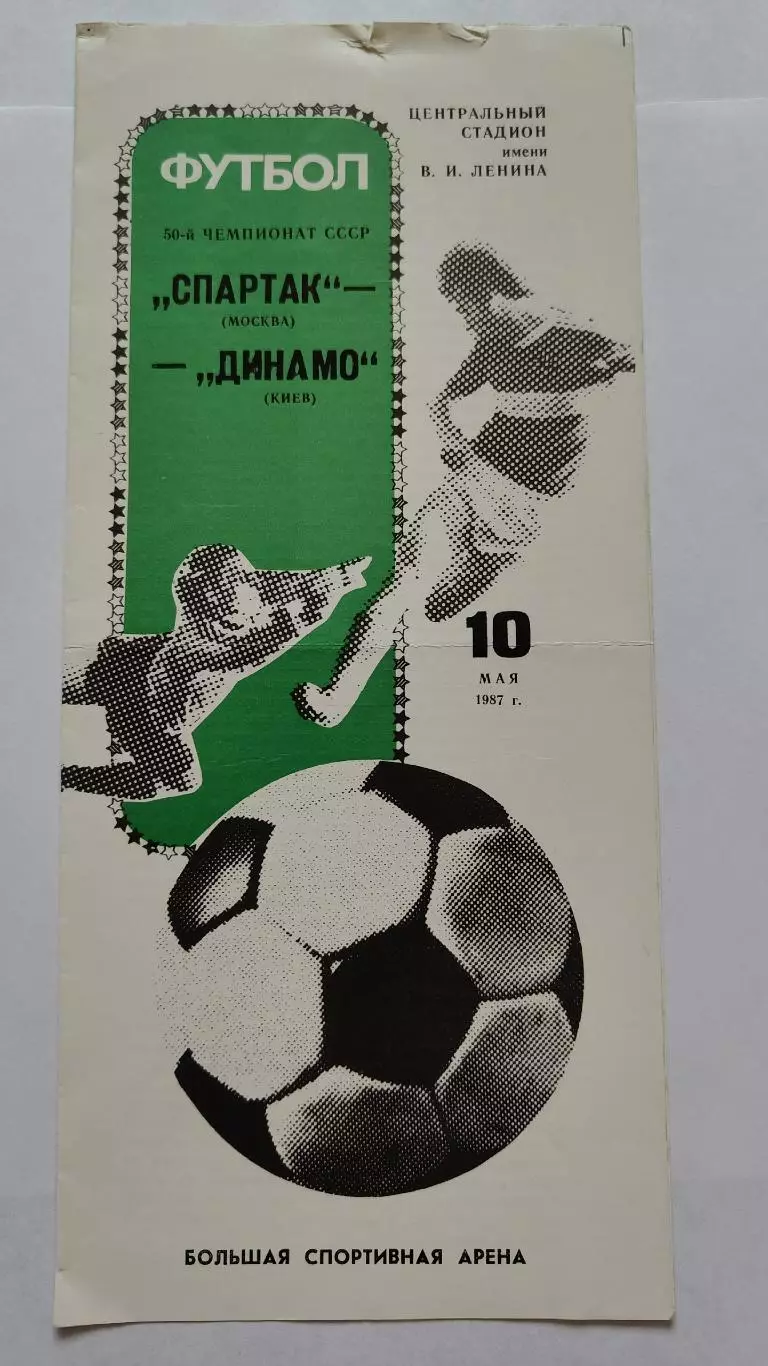 ЦЕНТРАЛЬНЫЙ
СТАДИОН
имени
В. И. ЛЕНИНА
ФУТБОЛ
50-й ЧЕМПИОНАТ СССР
„СПАРТАК“—
(МОСКВА)
—„ДИНАМО“
(КИЕВ)
10
МАЯ
1987 г.
БОЛЬШАЯ СПОРТИВНАЯ АРЕНА